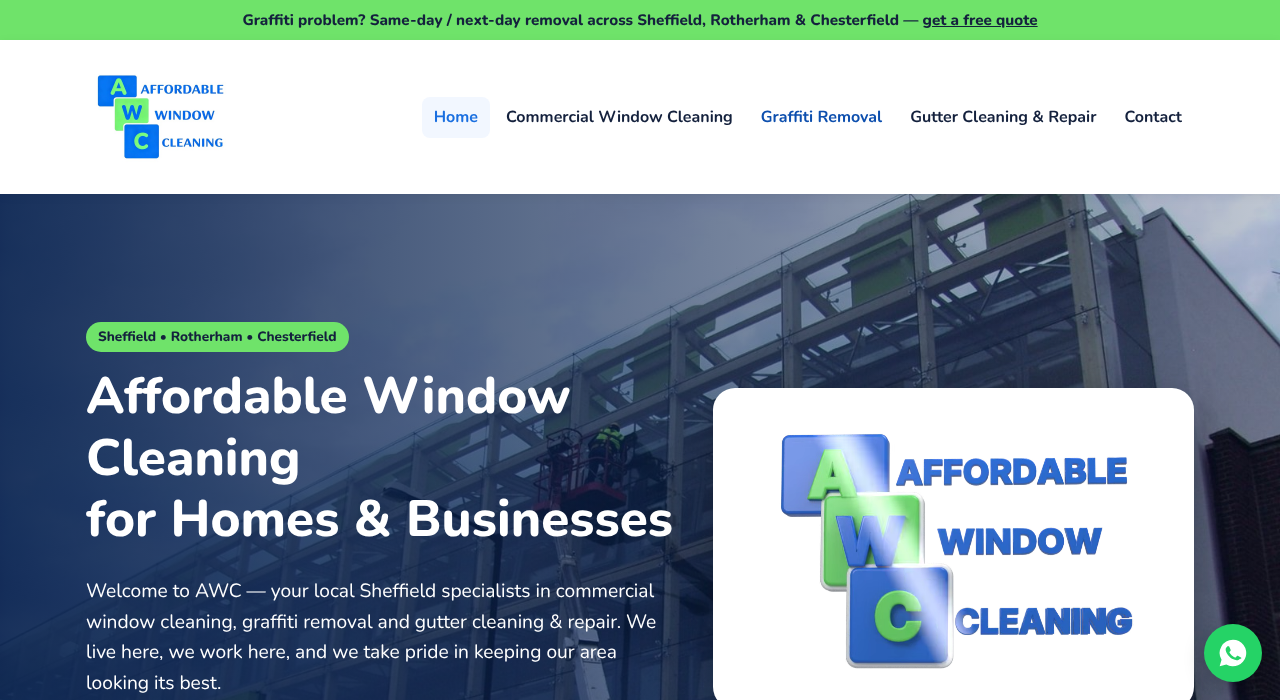 Graffiti problem? Same-day / next-day removal across Sheffield, Rotherham & Chesterfield — get a free quote
A AFFORDABLE
W WINDOW
C CLEANING
Home Commercial Window Cleaning Graffiti Removal Gutter Cleaning & Repair Contact
Sheffield • Rotherham • Chesterfield
Affordable Window
Cleaning
for Homes & Businesses
Welcome to AWC — your local Sheffield specialists in commercial
window cleaning, graffiti removal and gutter cleaning & repair. We
live here, we work here, and we take pride in keeping our area
looking its best.
A AFFORDABLE
W WINDOW
C CLEANING